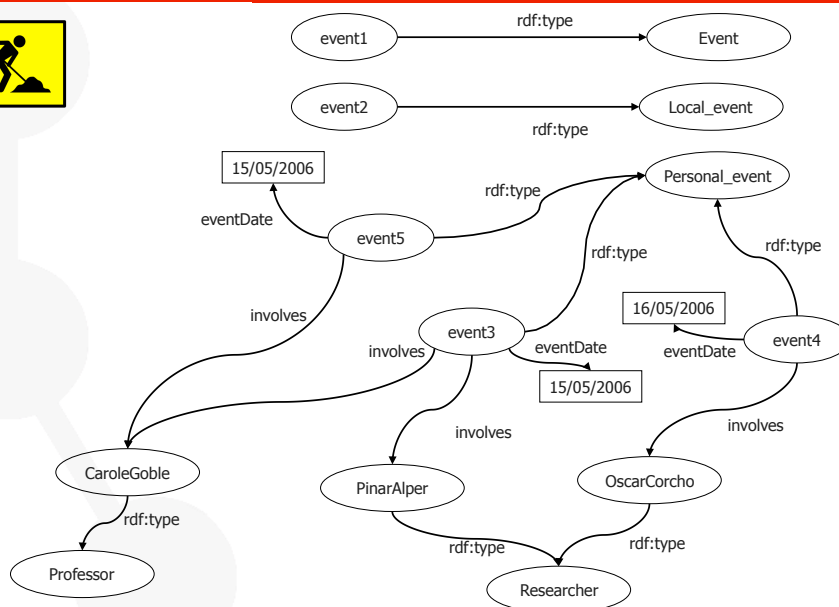 rdf:type
event1
Event
event2
Local_event
rdf:type
15/05/2006
Personal_event
rdf:type
eventDate
event5
rdf:type
rdf:type
16/05/2006
involves
event3
event4
involves
eventDate
eventDate
15/05/2006
involves
involves
CaroleGoble
PinarAlper
OscarCorcho
rdf:type
rdf:type
rdf:type
Professor
Researcher